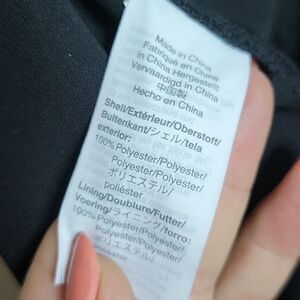 Made in China
Fabriqué en Chine
in China Hergestellt
Vervaardigd in China
中国製
Hecho en China
Shell/Extérieur/Oberstoff/
Buitenkant/シェル/tela
exterior:
100% Polyester/Polyester/
Polyester/Polyester/
ポリエステル/
poliéster
Lining/Doublure/Futter/
Voering/ライニング/forro:
100% Polyester/Polyester/
Polyester/Polyester/
ポリエステル/